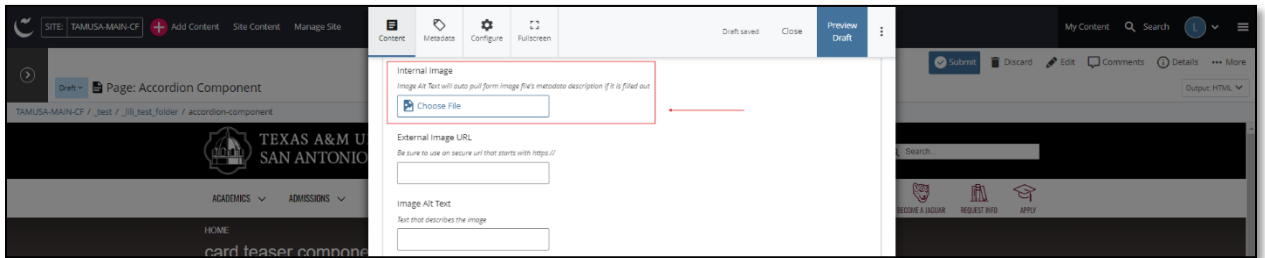 SITE: TAMUSA-MAIN-CF Add Content Site Content Manage Site
Content Metadata Configure Fullscreen Draft saved Close Preview Draft
My Content Search L
Submit Discard Edit Comments Details More
Draft Page: Accordion Component
Output: HTML
TAMUSA-MAIN-CF / _test / _lili_test_folder / accordion-component
Internal Image
Image Alt Text will auto pull form image file's metadata description if it is filled out
Choose File
External Image URL
Be sure to use on secure url that starts with https://
Image Alt Text
Text that describes the image
TEXAS A&M U
SAN ANTONIO
Search...
ACADEMICS ADMISSIONS
BECOME A JAGUAR REQUEST INFO APPLY
HOME
card teaser compone